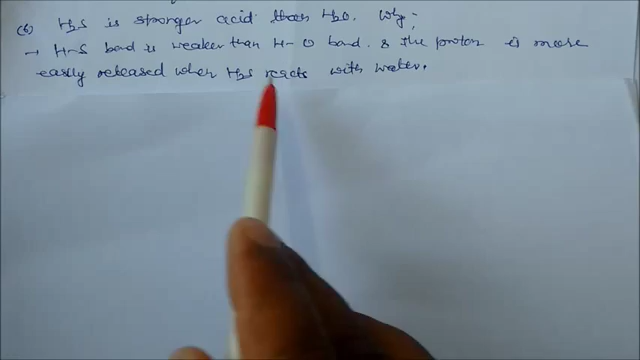 (6) H2S is stronger acid than H2O. Why.
→ H-S bond is weaker than H-O bond. & the proton is more
easily released when H2S reacts with water.